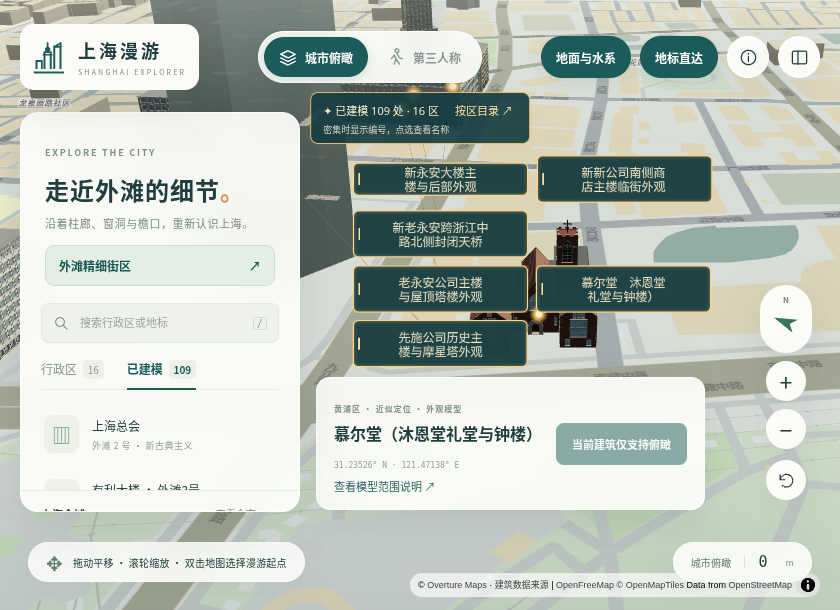 上海漫游
SHANGHAI EXPLORER
城市俯瞰
第三人称
地面与水系
地标直达
龙泉园路社区
✦ 已建模 109 处 · 16 区
按区目录 ↗
密集时显示编号，点选查看名称
EXPLORE THE CITY
走近外滩的细节。
沿着柱廊、窗洞与檐口，重新认识上海。
外滩精细街区 ↗
搜索行政区或地标
/
行政区 16
已建模 109
上海总会
外滩 2 号 · 新古典主义
有利大楼 · 外滩3号
新永安大楼主
楼与后部外观
新新公司南侧商
店主楼临街外观
新老永安跨浙江中
路北侧封闭天桥
老永安公司主楼
与屋顶塔楼外观
慕尔堂 沐恩堂
礼堂与钟楼）
先施公司历史主
楼与摩星塔外观
N
黄浦区 · 近似定位 · 外观模型
慕尔堂（沐恩堂礼堂与钟楼）
31.23526° N · 121.47138° E
查看模型范围说明 ↗
当前建筑仅支持俯瞰
拖动平移 · 滚轮缩放 · 双击地图选择漫游起点
城市俯瞰
0 m
© Overture Maps · 建筑数据来源 | OpenFreeMap © OpenMapTiles Data from OpenStreetMap